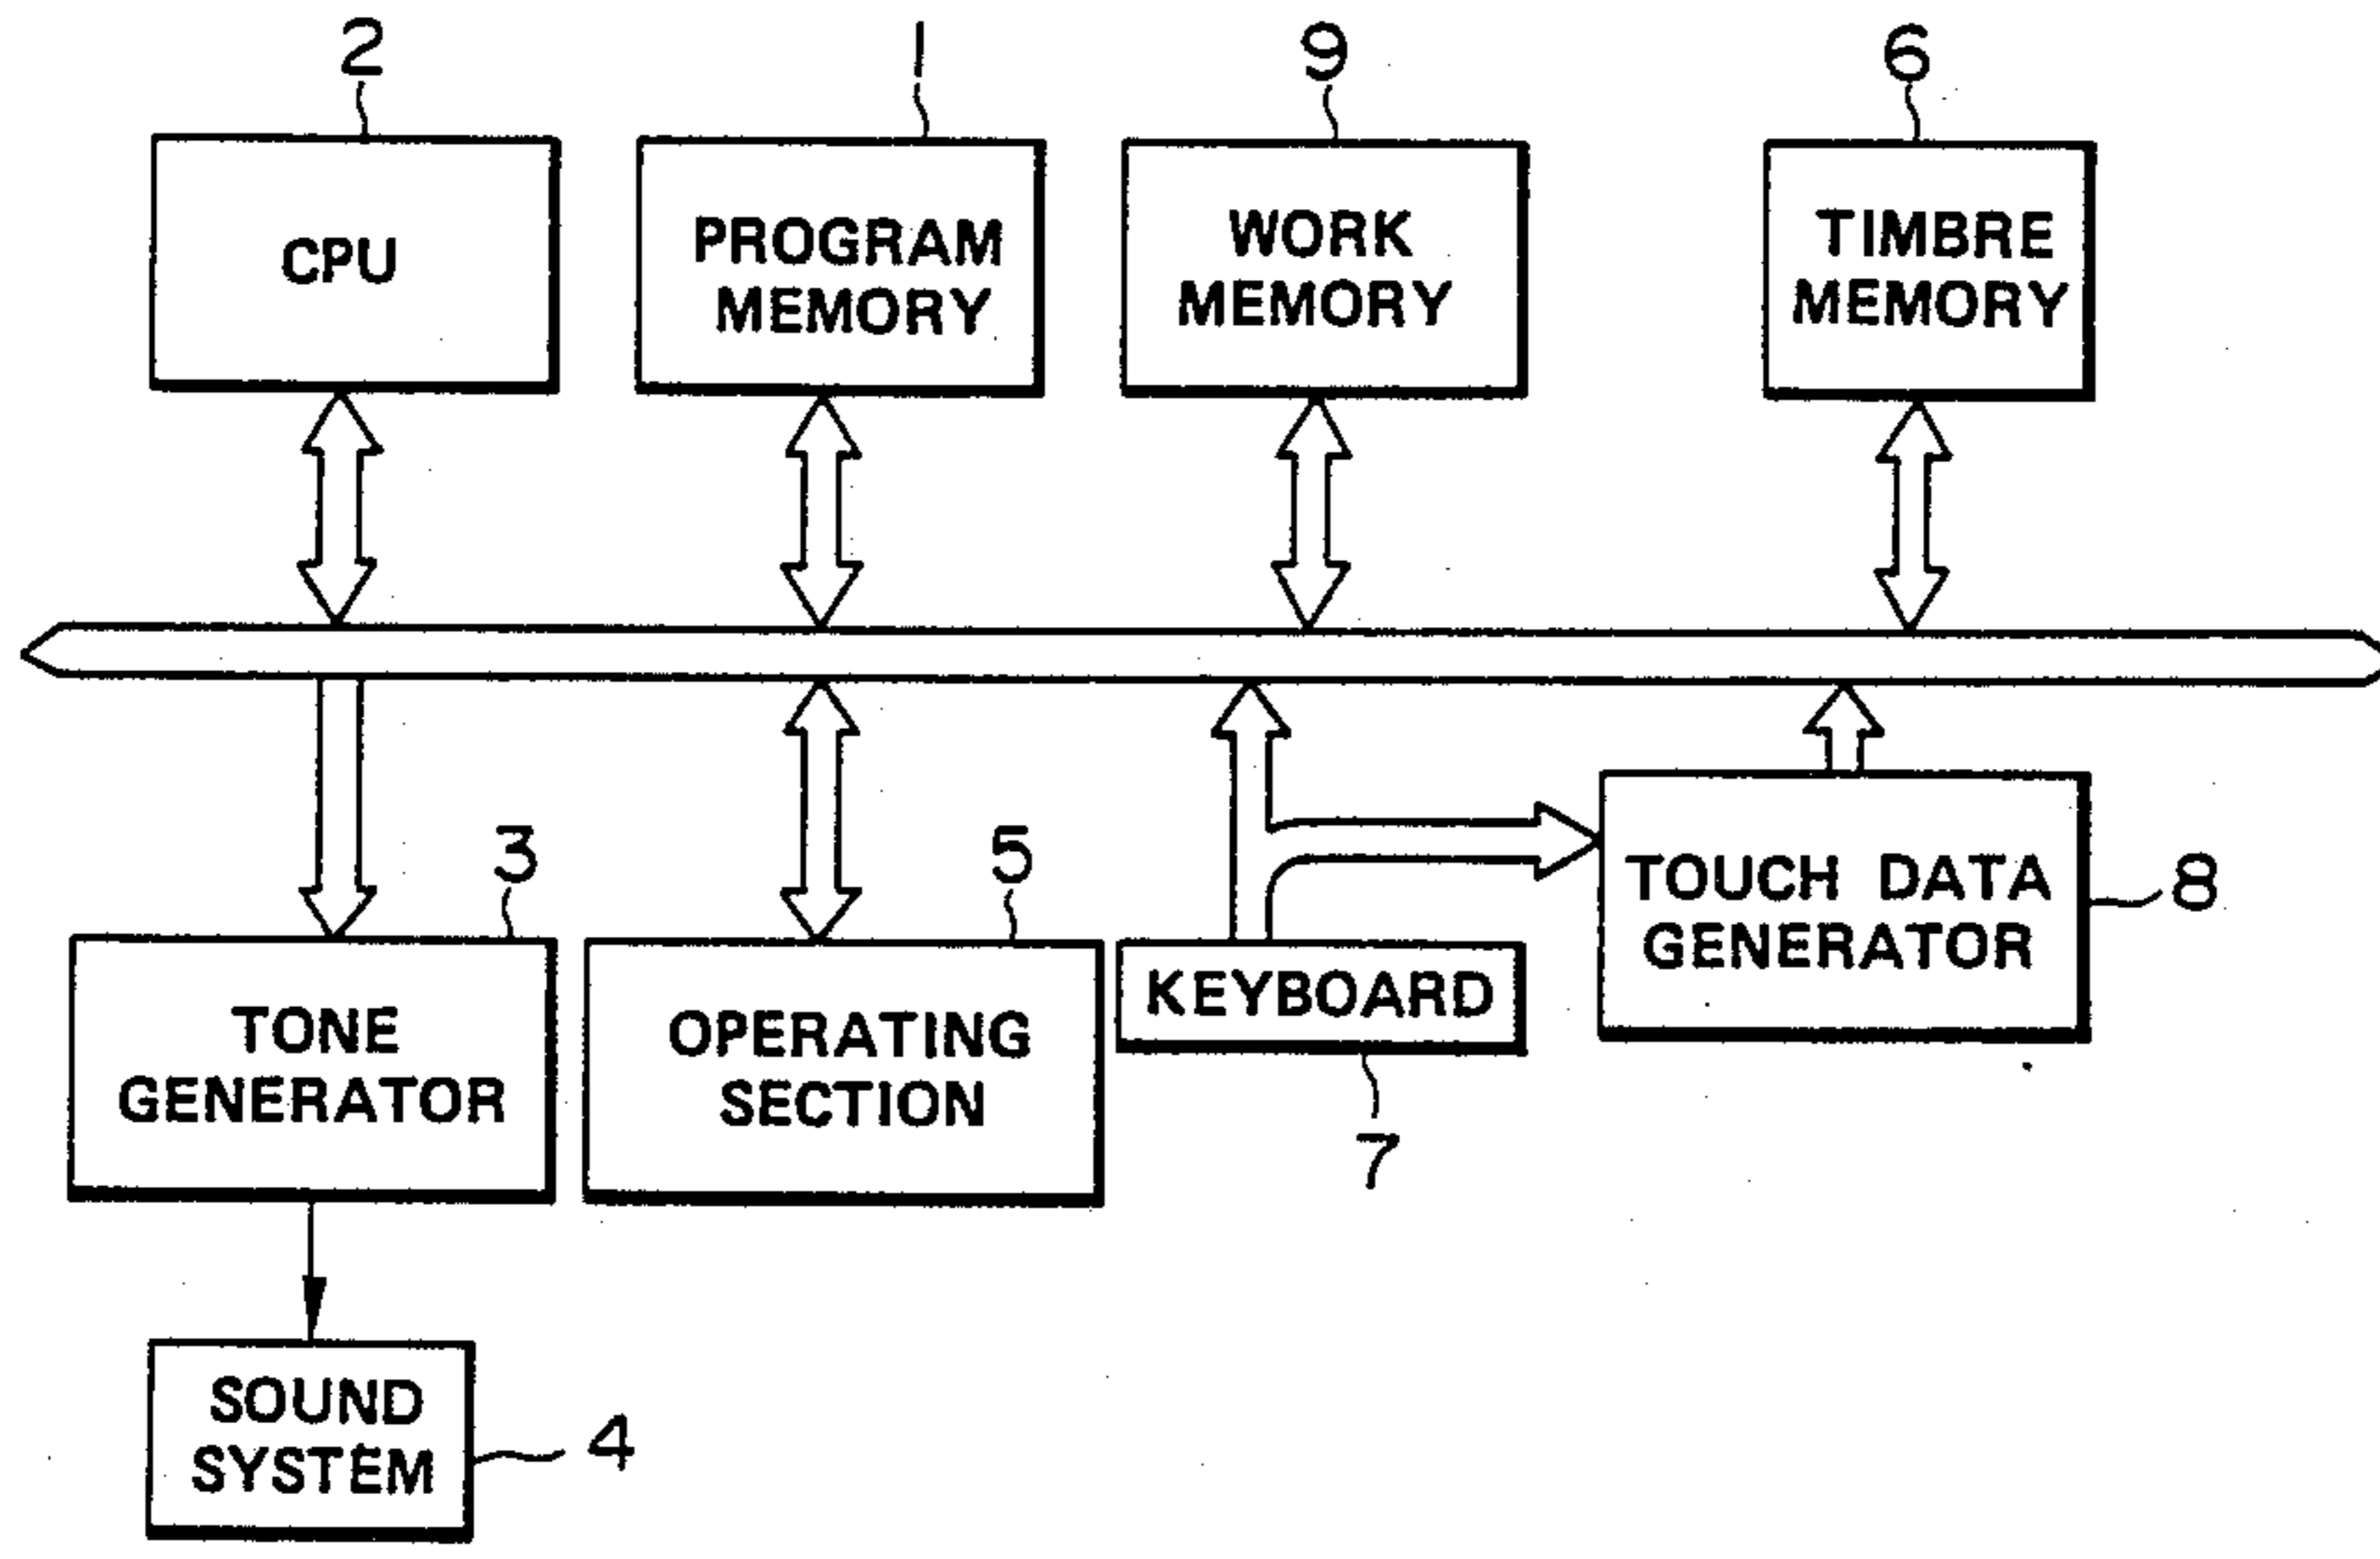 2
1
9
6
CPU
PROGRAM
MEMORY
WORK
MEMORY
TIMBRE
MEMORY
3
5
TOUCH DATA
GENERATOR
8
TONE
GENERATOR
OPERATING
SECTION
KEYBOARD
7
SOUND
SYSTEM
4